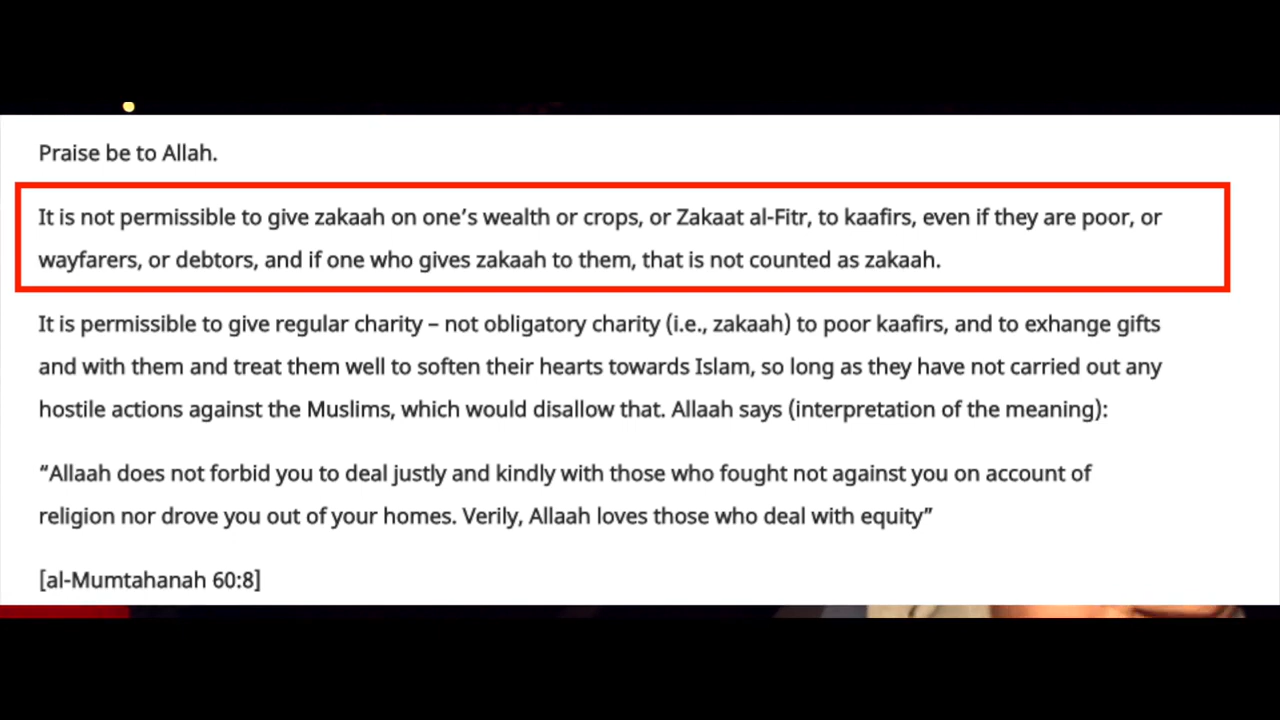 Praise be to Allah.
It is not permissible to give zakaah on one’s wealth or crops, or Zakaat al-Fitr, to kaafirs, even if they are poor, or
wayfarers, or debtors, and if one who gives zakaah to them, that is not counted as zakaah.
It is permissible to give regular charity – not obligatory charity (i.e., zakaah) to poor kaafirs, and to exhange gifts
and with them and treat them well to soften their hearts towards Islam, so long as they have not carried out any
hostile actions against the Muslims, which would disallow that. Allaah says (interpretation of the meaning):
“Allaah does not forbid you to deal justly and kindly with those who fought not against you on account of
religion nor drove you out of your homes. Verily, Allaah loves those who deal with equity”
[al-Mumtahanah 60:8]